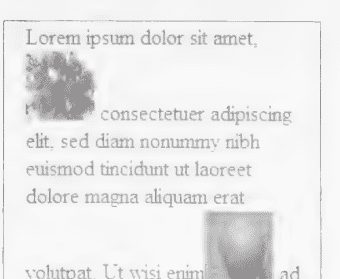 Lorem ipsum dolor sit amet,
consectetuer adipiscing
elit, sed diam nonummy nibh
euismod tincidunt ut laoreet
dolore magna aliquam erat
volutpat. Ut wisi enim ad